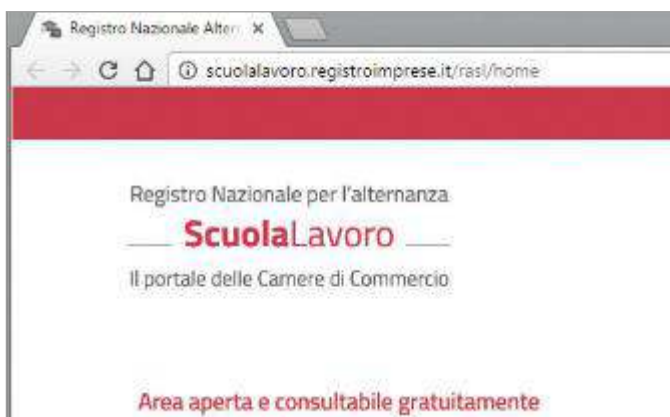 Registro Nazionale Alter
scuolalavoro.registroimprese.it/rasl/home
Registro Nazionale per l'alternanza
ScuolaLavoro
Il portale delle Camere di Commercio
Area aperta e consultabile gratuitamente